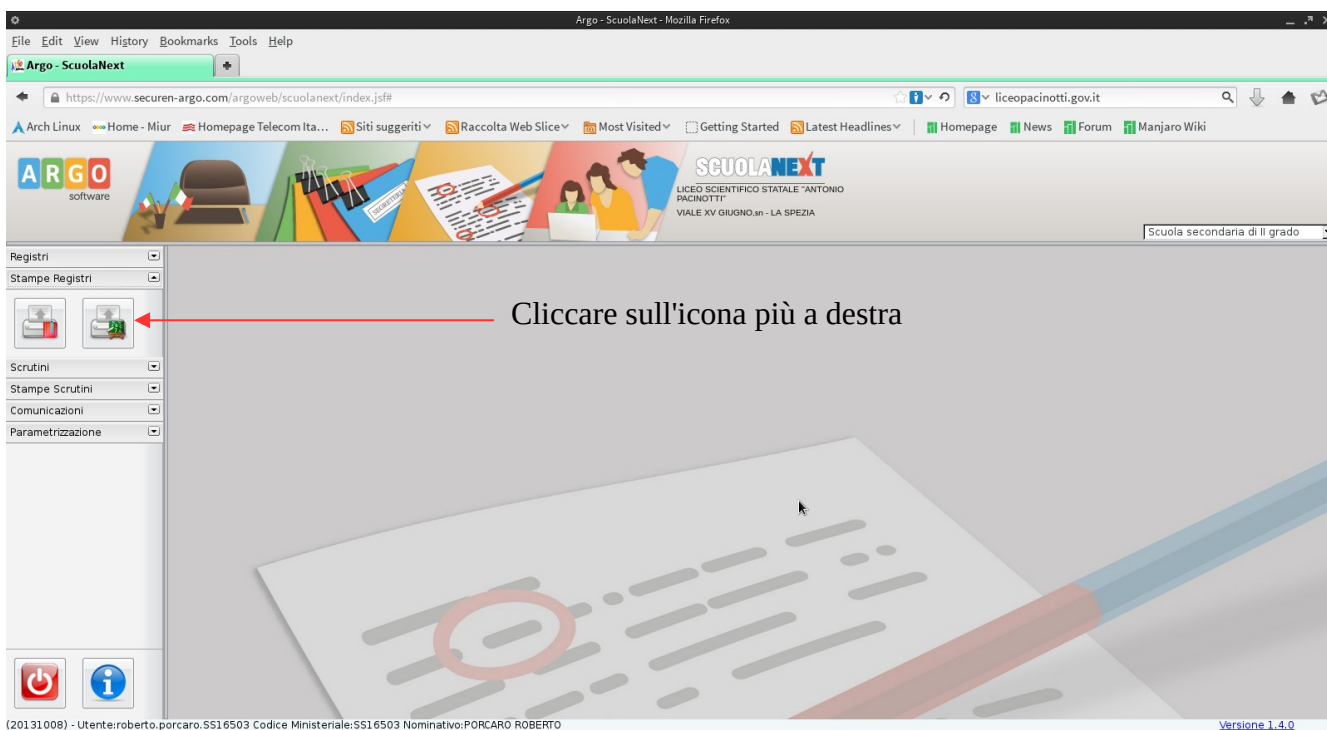 Argo - ScuolaNext - Mozilla Firefox
File Edit View History Bookmarks Tools Help
Argo - ScuolaNext
https://www.securen-argo.com/argoweb/scuolanext/index.jsf#
liceopacinotti.gov.it
Arch Linux Home - Miur Homepage Telecom Ita... Siti suggeriti Raccolta Web Slice Most Visited Getting Started Latest Headlines Homepage News Forum Manjaro Wiki
ARGO
software
SEGRETERIA
SCUOLANEXT
LICEO SCIENTIFICO STATALE "ANTONIO
PACINOTTI"
VIALE XV GIUGNO,sn - LA SPEZIA
Scuola secondaria di II grado
Registri
Stampe Registri
Cliccare sull'icona più a destra
Scrutini
Stampe Scrutini
Comunicazioni
Parametrizzazione
(20131008) - Utente:roberto.porcaro.SS16503 Codice Ministeriale:SS16503 Nominativo:PORCARO ROBERTO
Versione 1.4.0